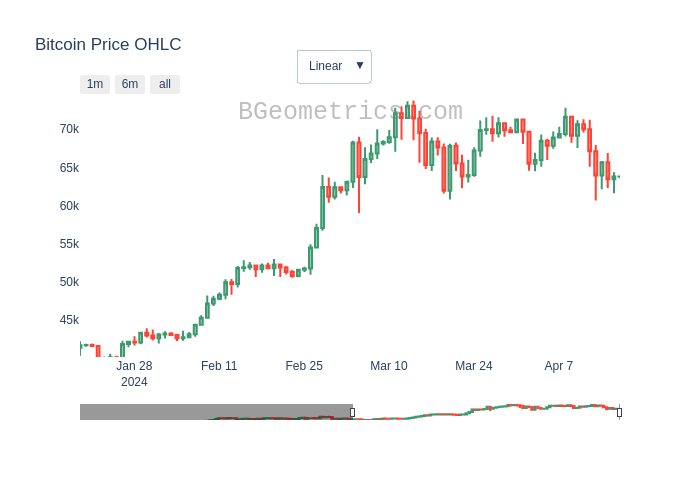 Bitcoin Price OHLC
Linear ▼
1m 6m all
BGeometrics.com
70k
65k
60k
55k
50k
45k
Jan 28 Feb 11 Feb 25 Mar 10 Mar 24 Apr 7
2024